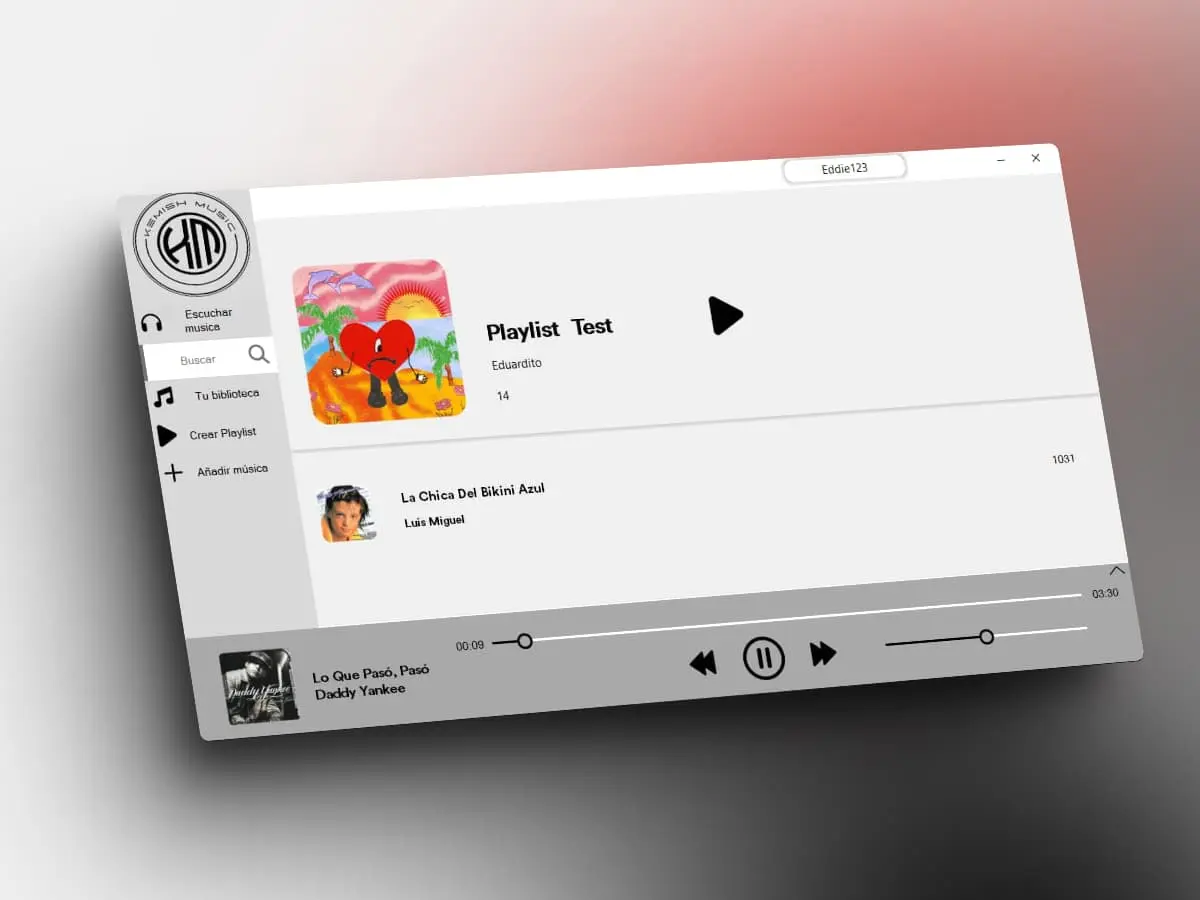 Eddie123
KEMISH MUSIC
KM
Escuchar
musica
Buscar
Tu biblioteca
Crear Playlist
Añadir música
Playlist Test
Eduardito
14
La Chica Del Bikini Azul
Luis Miguel
1031
00:09
03:30
Lo Que Pasó, Pasó
Daddy Yankee
Daddy Yankee